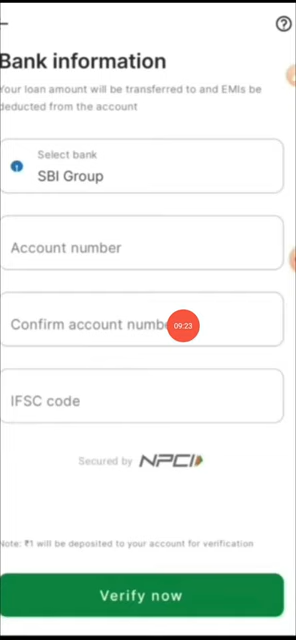 Bank information
Your loan amount will be transferred to and EMIs be
deducted from the account
Select bank
SBI Group
Account number
Confirm account numb
09:23
IFSC code
Secured by NPCI
Note: ₹1 will be deposited to your account for verification
Verify now